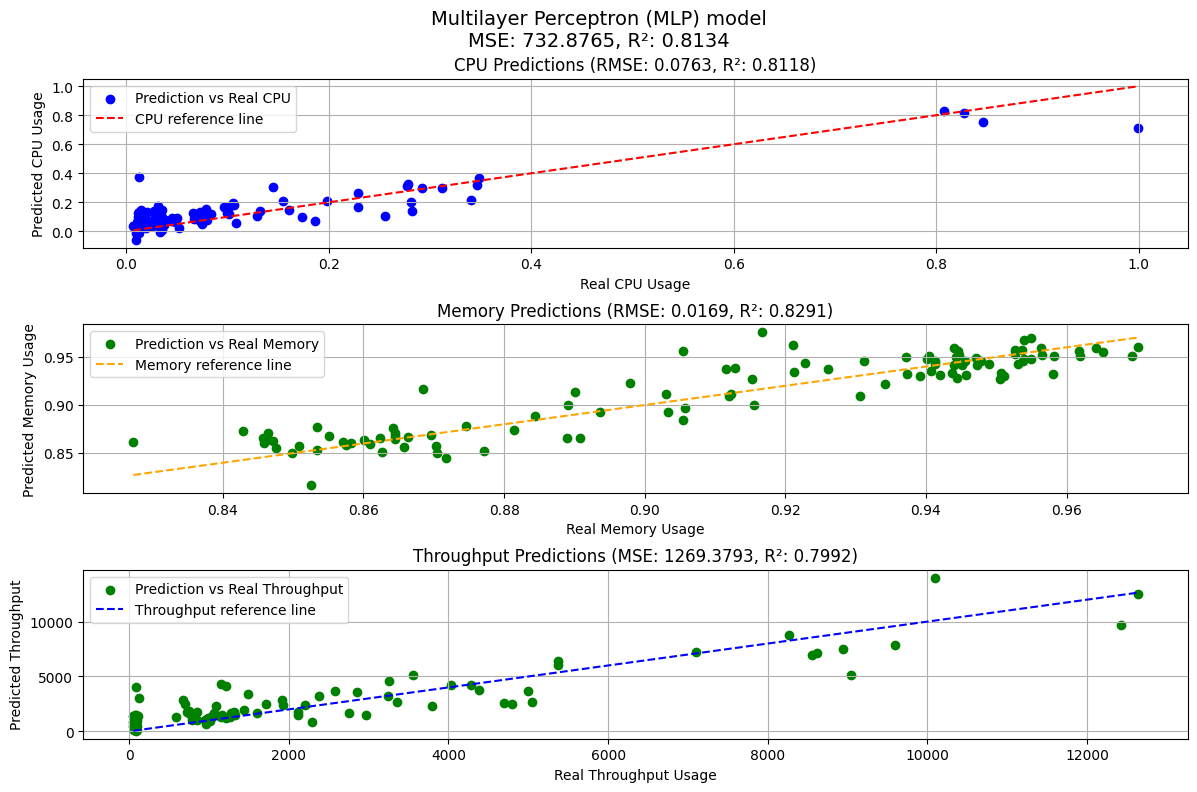 Multilayer Perceptron (MLP) model
MSE: 732.8765, R²: 0.8134
CPU Predictions (RMSE: 0.0763, R²: 0.8118)
Predicted CPU Usage
1.0
0.8
0.6
0.4
0.2
0.0
Prediction vs Real CPU
CPU reference line
0.0 0.2 0.4 0.6 0.8 1.0
Real CPU Usage
Memory Predictions (RMSE: 0.0169, R²: 0.8291)
Predicted Memory Usage
0.95
0.90
0.85
Prediction vs Real Memory
Memory reference line
0.84 0.86 0.88 0.90 0.92 0.94 0.96
Real Memory Usage
Throughput Predictions (MSE: 1269.3793, R²: 0.7992)
Predicted Throughput
10000
5000
0
Prediction vs Real Throughput
Throughput reference line
0 2000 4000 6000 8000 10000 12000
Real Throughput Usage